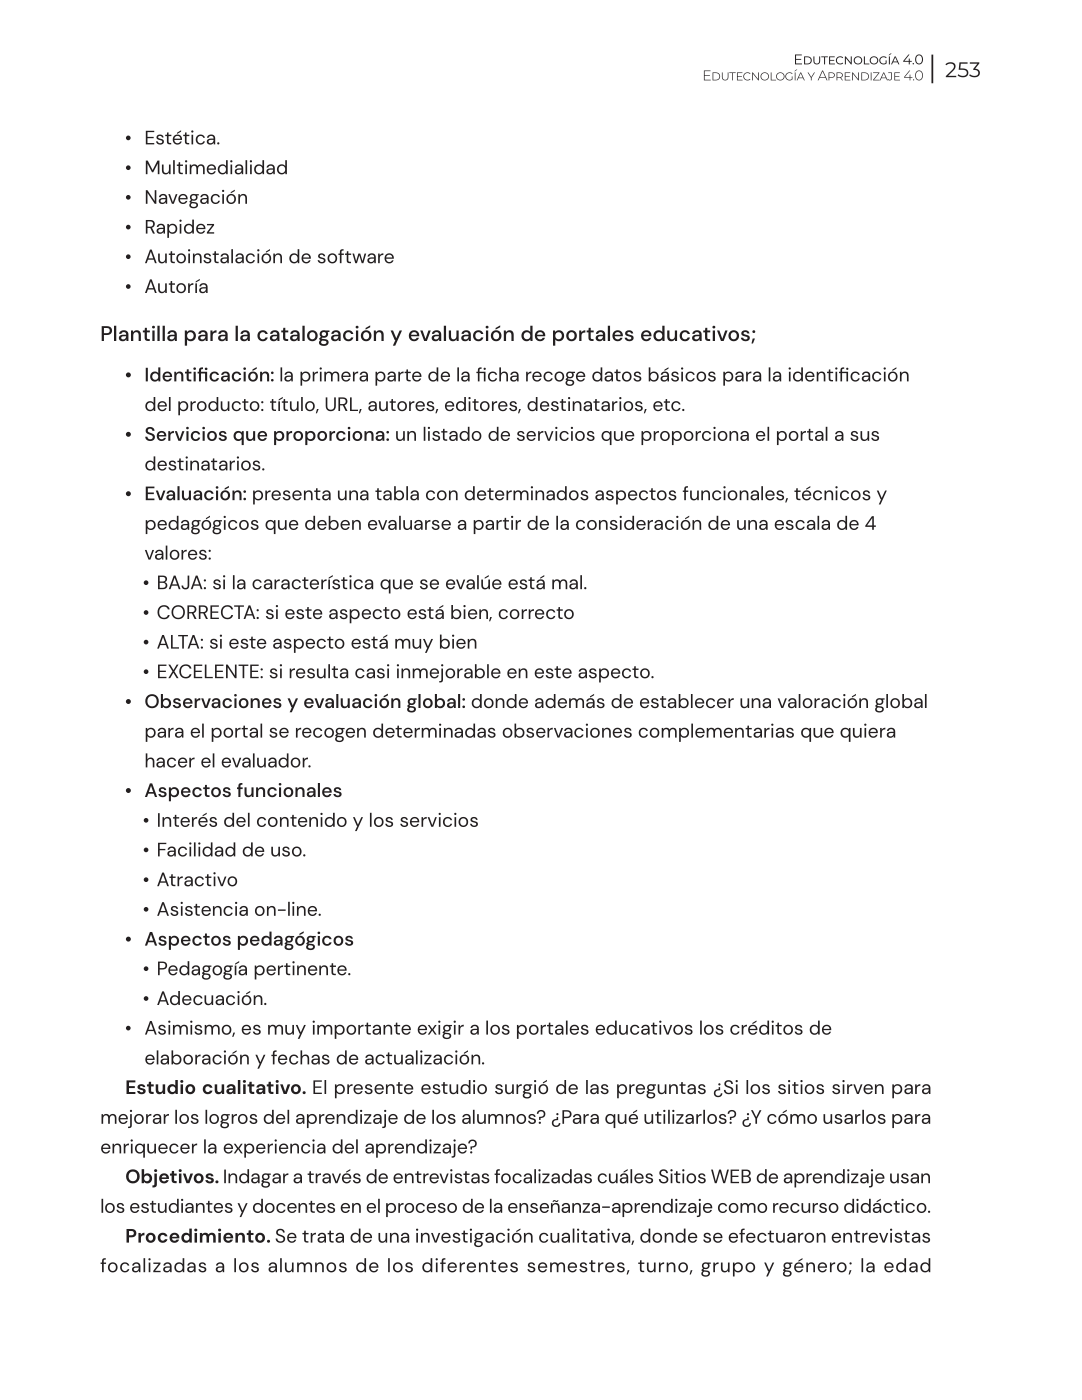 Edutecnología 4.0
Edutecnología y Aprendizaje 4.0
253
• Estética.
• Multimedialidad
• Navegación
• Rapidez
• Autoinstalación de software
• Autoría
Plantilla para la catalogación y evaluación de portales educativos;
• Identificación: la primera parte de la ficha recoge datos básicos para la identificación
del producto: título, URL, autores, editores, destinatarios, etc.
• Servicios que proporciona: un listado de servicios que proporciona el portal a sus
destinatarios.
• Evaluación: presenta una tabla con determinados aspectos funcionales, técnicos y
pedagógicos que deben evaluarse a partir de la consideración de una escala de 4
valores:
• BAJA: si la característica que se evalúe está mal.
• CORRECTA: si este aspecto está bien, correcto
• ALTA: si este aspecto está muy bien
• EXCELENTE: si resulta casi inmejorable en este aspecto.
• Observaciones y evaluación global: donde además de establecer una valoración global
para el portal se recogen determinadas observaciones complementarias que quiera
hacer el evaluador.
• Aspectos funcionales
• Interés del contenido y los servicios
• Facilidad de uso.
• Atractivo
• Asistencia on-line.
• Aspectos pedagógicos
• Pedagogía pertinente.
• Adecuación.
• Asimismo, es muy importante exigir a los portales educativos los créditos de
elaboración y fechas de actualización.
Estudio cualitativo. El presente estudio surgió de las preguntas ¿Si los sitios sirven para
mejorar los logros del aprendizaje de los alumnos? ¿Para qué utilizarlos? ¿Y cómo usarlos para
enriquecer la experiencia del aprendizaje?
Objetivos. Indagar a través de entrevistas focalizadas cuáles Sitios WEB de aprendizaje usan
los estudiantes y docentes en el proceso de la enseñanza-aprendizaje como recurso didáctico.
Procedimiento. Se trata de una investigación cualitativa, donde se efectuaron entrevistas
focalizadas a los alumnos de los diferentes semestres, turno, grupo y género; la edad